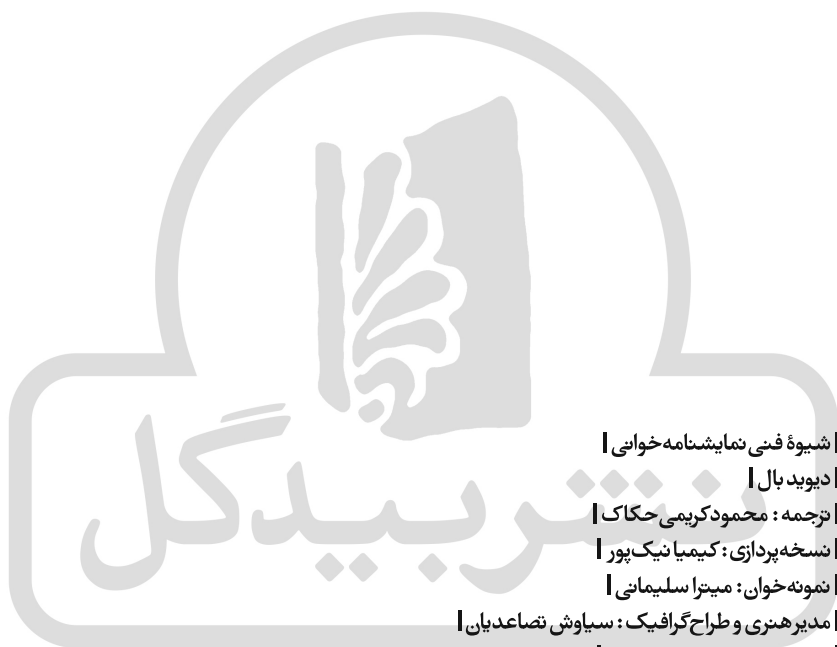 نشر بیدگل
| شیوهٔ فنی نمایشنامه‌خوانی |
| دیوید بال |
| ترجمه : محمود کریمی حکاک |
| نسخه‌پردازی : کیمیا نیک‌پور |
| نمونه‌خوان : میترا سلیمانی |
| مدیر هنری و طراح گرافیک : سیاوش تصاعدیان |